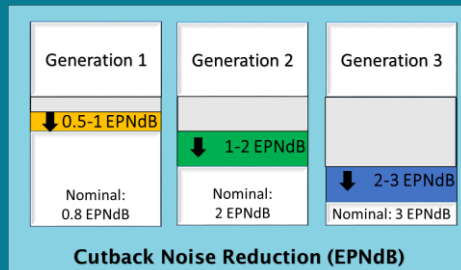 Generation 1
0.5-1 EPNdB
Nominal:
0.8 EPNdB
Generation 2
1-2 EPNdB
Nominal:
2 EPNdB
Generation 3
2-3 EPNdB
Nominal: 3 EPNdB
Cutback Noise Reduction (EPNdB)